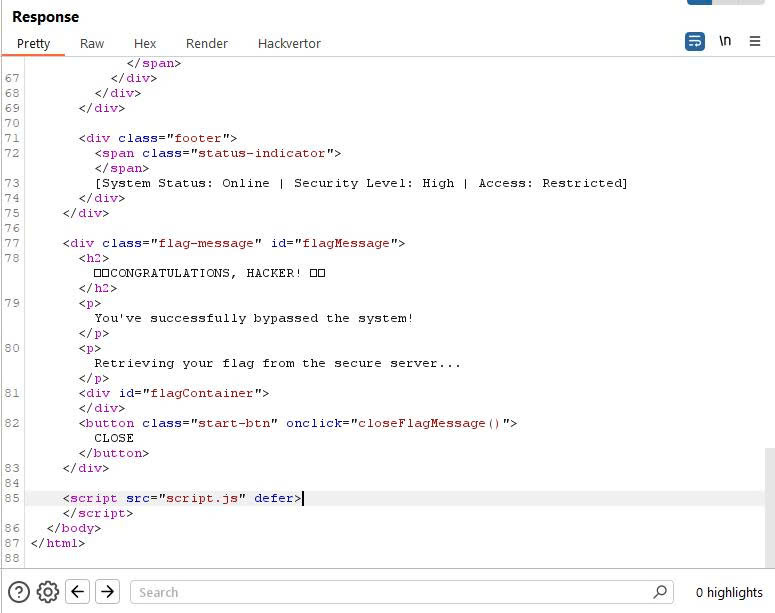 Response
Pretty Raw Hex Render Hackvertor \n
</span>
67 </div>
68 </div>
69 </div>
70
71 <div class="footer">
72 <span class="status-indicator">
</span>
73 [System Status: Online | Security Level: High | Access: Restricted]
74 </div>
75 </div>
76
77 <div class="flag-message" id="flagMessage">
78 <h2>
□□CONGRATULATIONS, HACKER! □□
</h2>
79 <p>
You've successfully bypassed the system!
</p>
80 <p>
Retrieving your flag from the secure server...
</p>
81 <div id="flagContainer">
</div>
82 <button class="start-btn" onclick="closeFlagMessage()">
CLOSE
</button>
83 </div>
84
85 <script src="script.js" defer>
</script>
86 </body>
87 </html>
88
Search 0 highlights